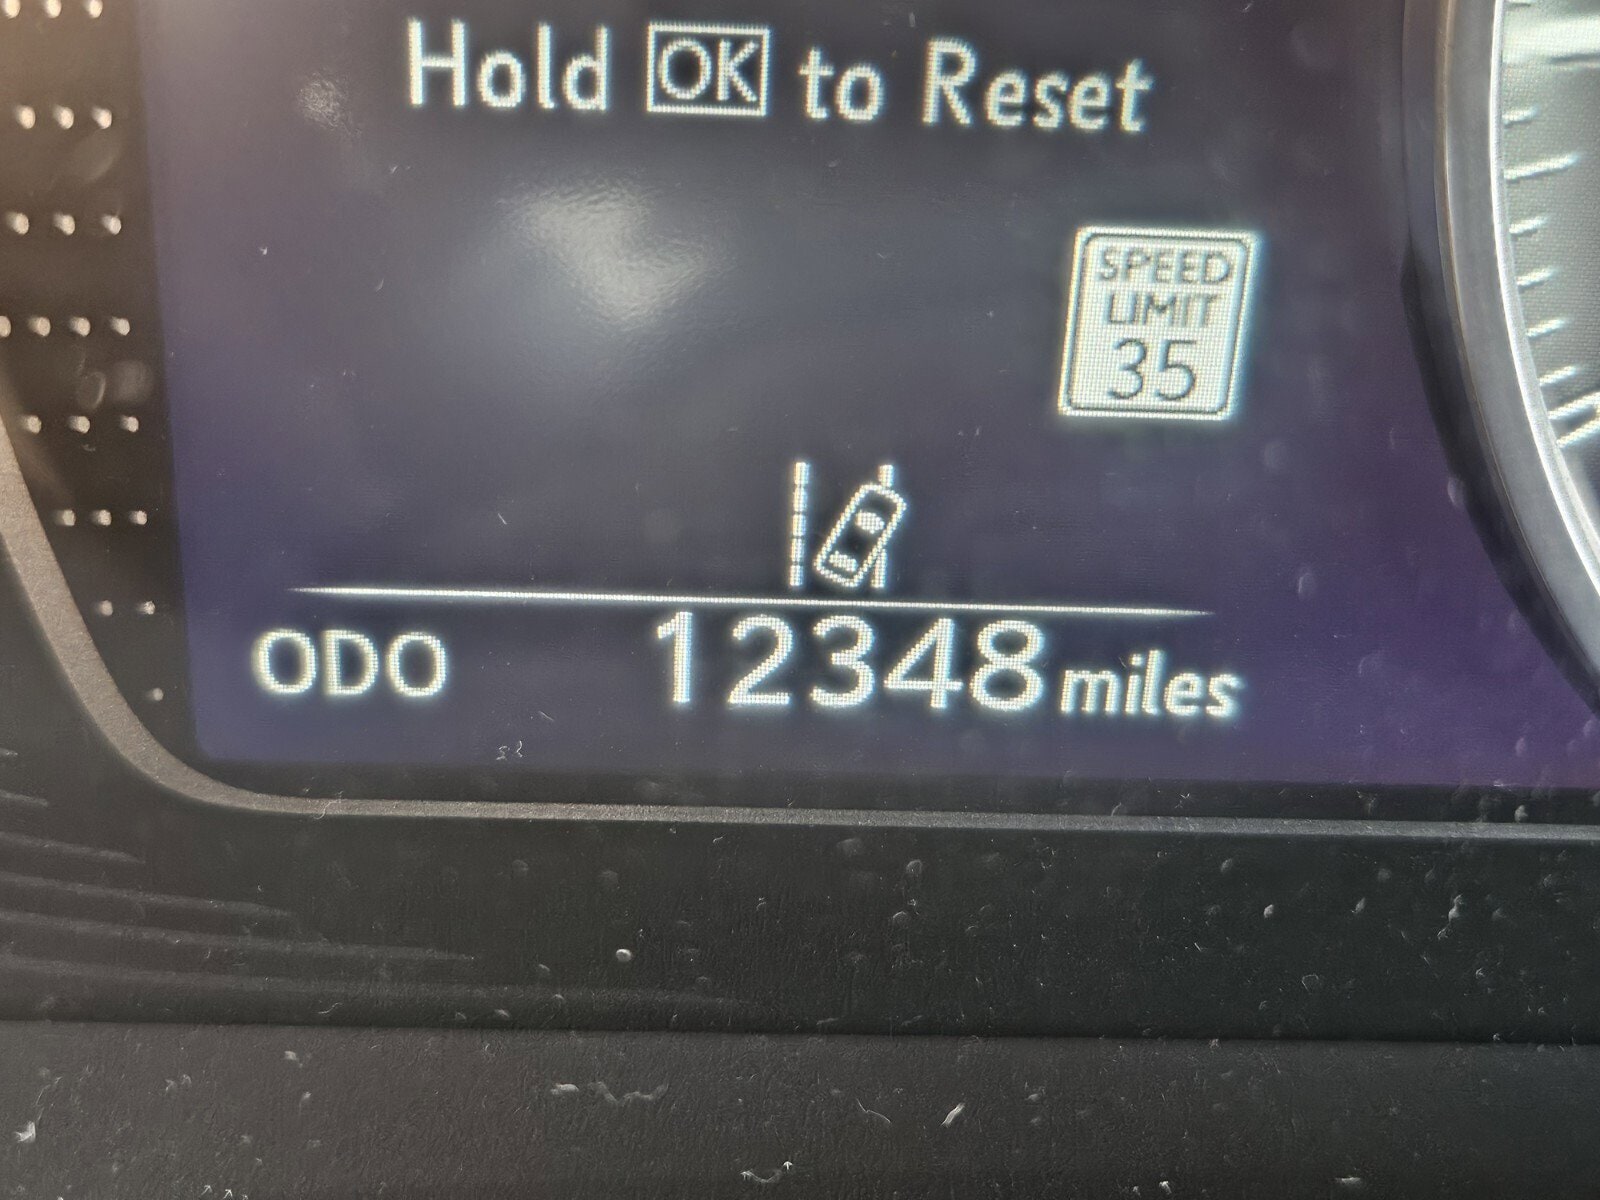 Hold OK to Reset
SPEED
LIMIT
35
ODO 12348 miles